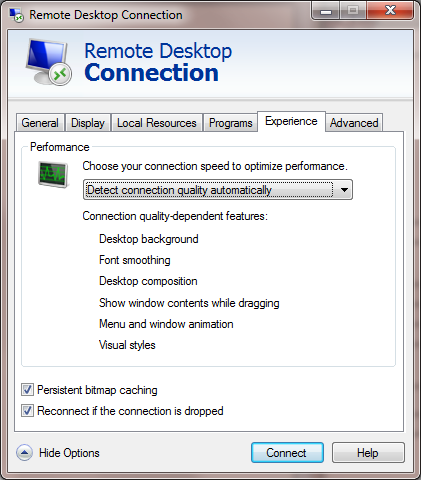 Remote Desktop Connection
Remote Desktop
Connection
General Display Local Resources Programs Experience Advanced
Performance
Choose your connection speed to optimize performance.
Detect connection quality automatically
Connection quality-dependent features:
Desktop background
Font smoothing
Desktop composition
Show window contents while dragging
Menu and window animation
Visual styles
Persistent bitmap caching
Reconnect if the connection is dropped
Hide Options Connect Help